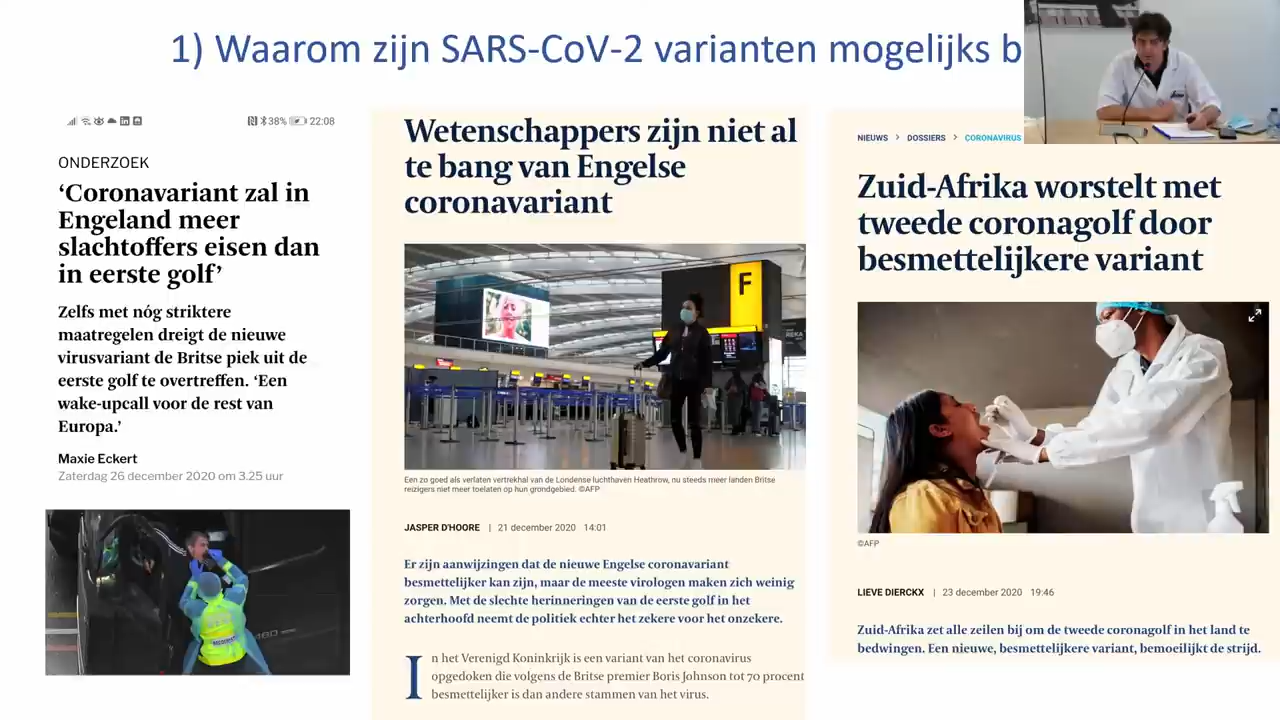 1) Waarom zijn SARS-CoV-2 varianten mogelijks b
38% 22:08
ONDERZOEK
‘Coronavariant zal in
Engeland meer
slachtoffers eisen dan
in eerste golf’
Zelfs met nóg striktere
maatregelen dreigt de nieuwe
virusvariant de Britse piek uit de
eerste golf te overtreffen. ‘Een
wake-upcall voor de rest van
Europa.’
Maxie Eckert
Zaterdag 26 december 2020 om 3.25 uur
Wetenschappers zijn niet al
te bang van Engelse
coronavariant
F
Een zo goed als verlaten vertrekhal van de Londense luchthaven Heathrow, nu steeds meer landen Britse
reizigers niet meer toelaten op hun grondgebied. ©AFP
JASPER D'HOORE | 21 december 2020 14:01
Er zijn aanwijzingen dat de nieuwe Engelse coronavariant
besmettelijker kan zijn, maar de meeste virologen maken zich weinig
zorgen. Met de slechte herinneringen van de eerste golf in het
achterhoofd neemt de politiek echter het zekere voor het onzekere.
In het Verenigd Koninkrijk is een variant van het coronavirus
opgedoken die volgens de Britse premier Boris Johnson tot 70 procent
besmettelijker is dan andere stammen van het virus.
NIEUWS > DOSSIERS > CORONAVIRUS
Zuid-Afrika worstelt met
tweede coronagolf door
besmettelijkere variant
©AFP
LIEVE DIERCKX | 23 december 2020 19:46
Zuid-Afrika zet alle zeilen bij om de tweede coronagolf in het land te
bedwingen. Een nieuwe, besmettelijkere variant, bemoeilijkt de strijd.